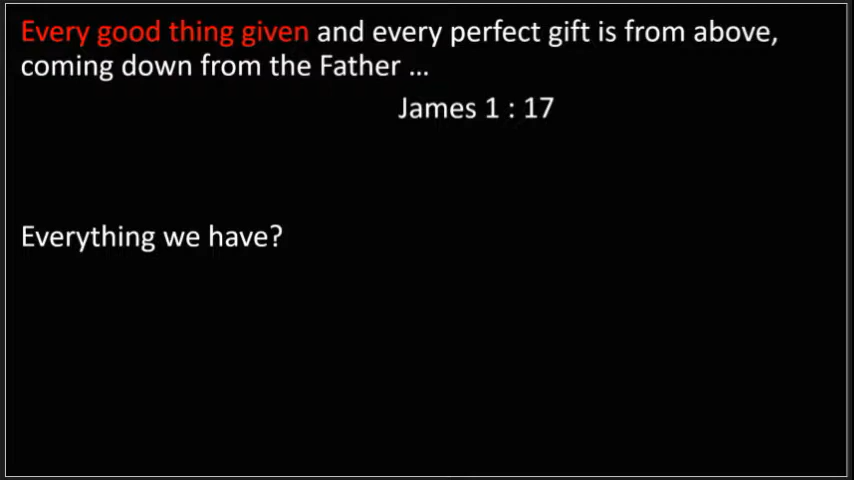 Every good thing given and every perfect gift is from above,
coming down from the Father ...
James 1 : 17
Everything we have?